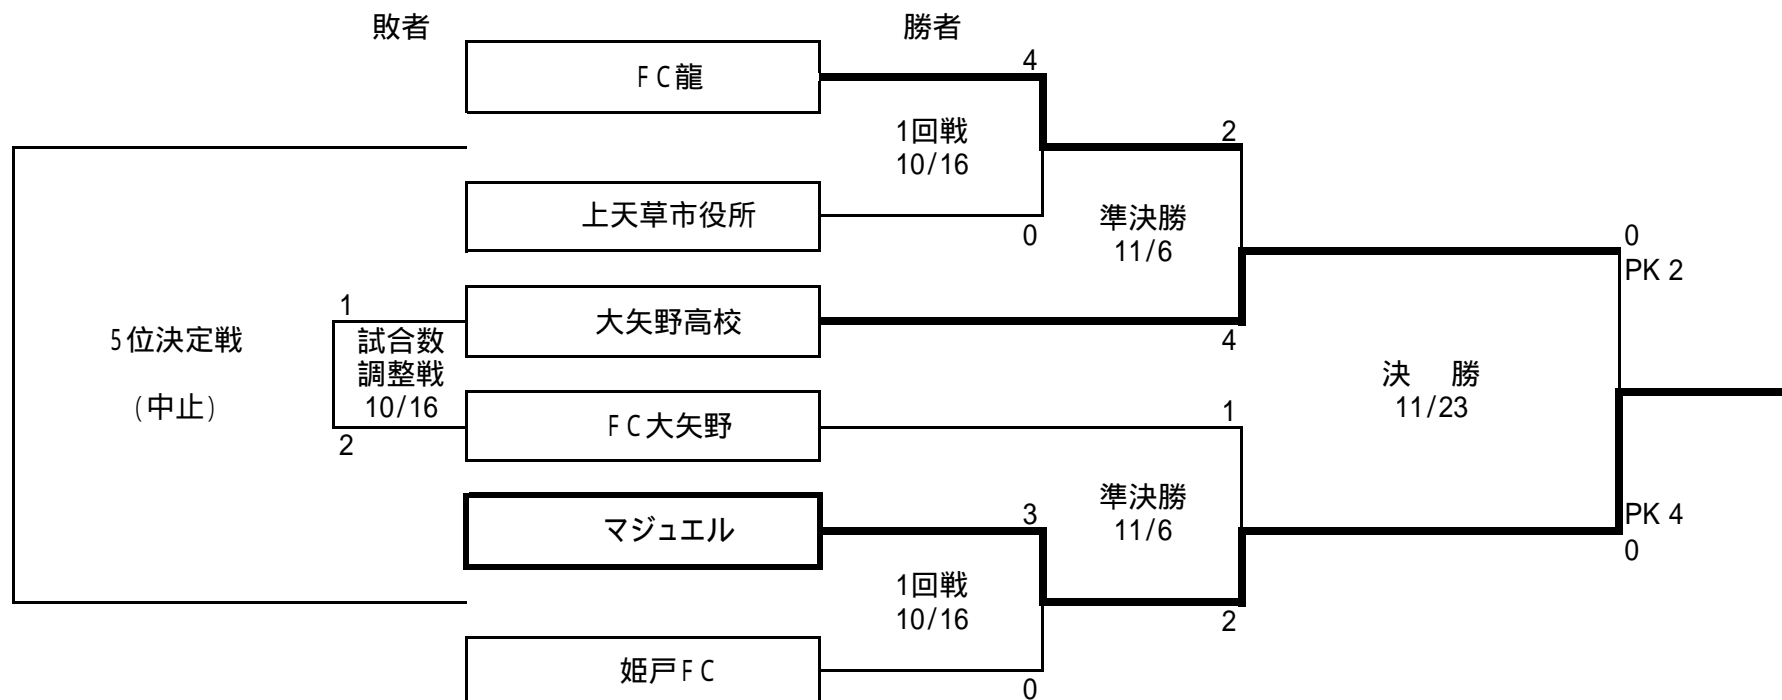 敗者
勝者
FC龍
4
1回戦
10/16
2
上天草市役所
0
準決勝
11/6
0
PK 2
1
大矢野高校
4
5位決定戦
(中止)
試合数
調整戦
10/16
決 勝
11/23
2
FC大矢野
1
マジュエル
3
準決勝
11/6
PK 4
0
1回戦
10/16
2
姫戸FC
0